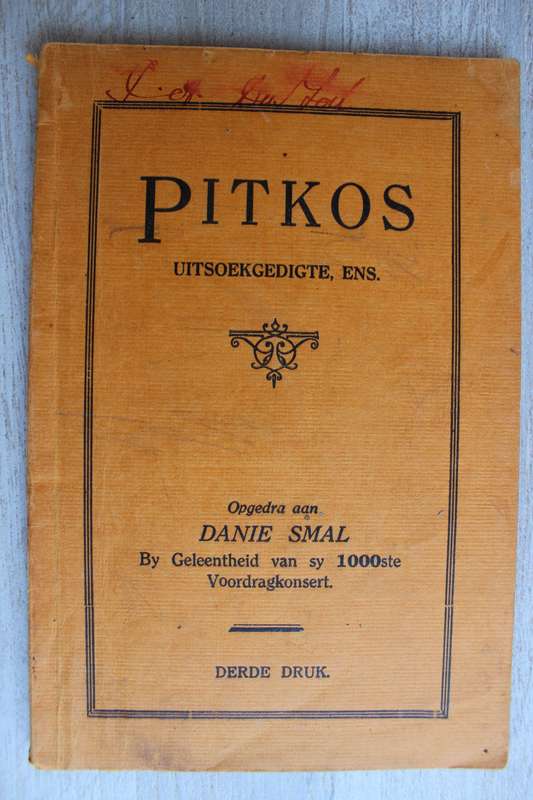 PITKOS
UITSOEKGEDIGTE, ENS.
Opgedra aan
DANIE SMAL
By Geleentheid van sy 1000ste
Voordragkonsert.
DERDE DRUK.